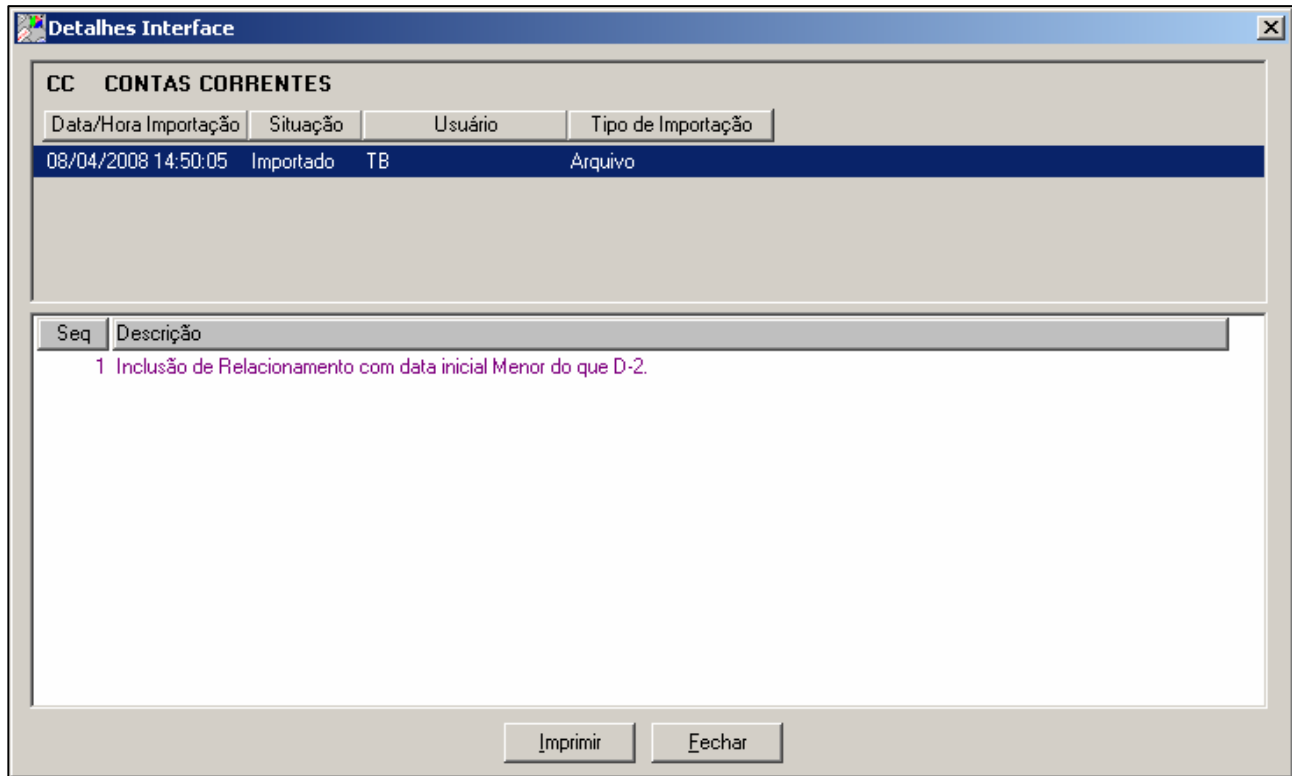 Detalhes Interface
CC CONTAS CORRENTES
Data/Hora Importação Situação Usuário Tipo de Importação
08/04/2008 14:50:05 Importado TB Arquivo
Seq Descrição
1 Inclusão de Relacionamento com data inicial Menor do que D-2.
Imprimir Fechar